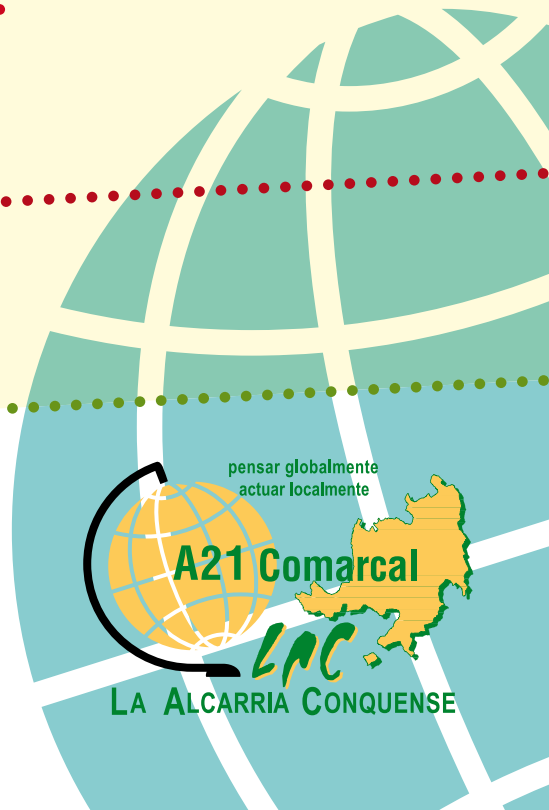 pensar globalmente
actuar localmente
A21 Comarcal
LAC
LA ALCARRIA CONQUENSE